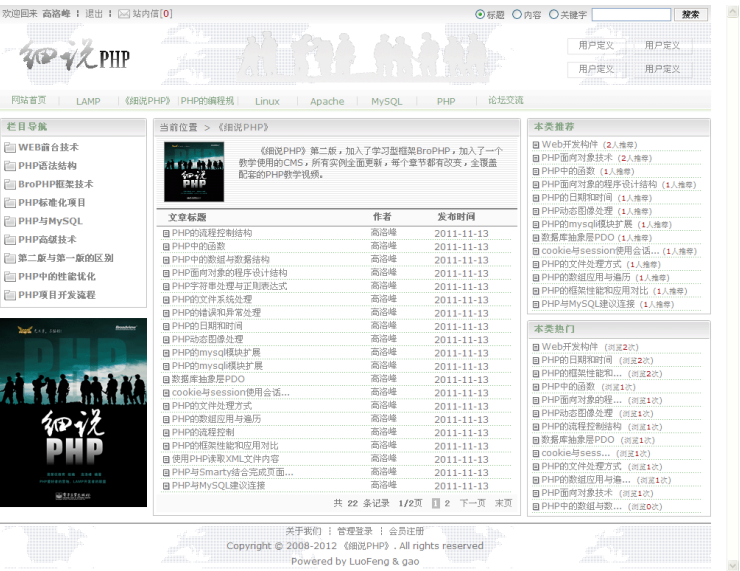 欢迎回来 高洛峰 | 退出 | 站内信[0]
标题 内容 关键字 搜索
细说PHP
用户定义 用户定义
用户定义 用户定义
网站首页 LAMP 《细说PHP》 PHP的编程规 Linux Apache MySQL PHP 论坛交流
栏目导航
WEB前台技术
PHP语法结构
BroPHP框架技术
PHP标准化项目
PHP与MySQL
PHP高级技术
第二版与第一版的区别
PHP中的性能优化
PHP项目开发流程
细说
PHP
电子工业出版社
当前位置 > 《细说PHP》
细说
PHP
《细说PHP》第二版，加入了学习型框架BroPHP，加入了一个
教学使用的CMS，所有实例全面更新，每个章节都有改变，全覆盖
配套的PHP教学视频。
文章标题 作者 发布时间
PHP的流程控制结构 高洛峰 2011-11-13
PHP中的函数 高洛峰 2011-11-13
PHP中的数组与数据结构 高洛峰 2011-11-13
PHP面向对象的程序设计结构 高洛峰 2011-11-13
PHP字符串处理与正则表达式 高洛峰 2011-11-13
PHP的文件系统处理 高洛峰 2011-11-13
PHP的错误和异常处理 高洛峰 2011-11-13
PHP的日期和时间 高洛峰 2011-11-13
PHP动态图像处理 高洛峰 2011-11-13
PHP的mysql模块扩展 高洛峰 2011-11-13
PHP的mysqli模块扩展 高洛峰 2011-11-13
数据库抽象层PDO 高洛峰 2011-11-13
cookie与session使用会话... 高洛峰 2011-11-13
PHP的文件处理方式 高洛峰 2011-11-13
PHP的数组应用与遍历 高洛峰 2011-11-13
PHP的流程控制 高洛峰 2011-11-13
PHP的框架性能和应用对比 高洛峰 2011-11-13
使用PHP读取XML文件内容 高洛峰 2011-11-13
PHP与Smarty结合完成页面... 高洛峰 2011-11-13
PHP与MySQL建议连接 高洛峰 2011-11-13
共 22 条记录 1/2页 1 2 下一页 末页
本类推荐
Web开发构件 (2人推荐)
PHP面向对象技术 (2人推荐)
PHP中的函数 (1人推荐)
PHP面向对象的程序设计结构 (1人推荐)
PHP的日期和时间 (1人推荐)
PHP动态图像处理 (1人推荐)
PHP的mysqli模块扩展 (1人推荐)
数据库抽象层PDO (1人推荐)
cookie与session使用会话... (1人推荐)
PHP的文件处理方式 (1人推荐)
PHP的数组应用与遍历 (1人推荐)
PHP的框架性能和应用对比 (1人推荐)
PHP与MySQL建议连接 (1人推荐)
本类热门
Web开发构件 (浏览2次)
PHP的日期和时间 (浏览2次)
PHP的框架性能和... (浏览2次)
PHP中的函数 (浏览1次)
PHP面向对象的程... (浏览1次)
PHP动态图像处理 (浏览1次)
PHP的流程控制结构 (浏览1次)
数据库抽象层PDO (浏览1次)
cookie与sess... (浏览1次)
PHP的文件处理方式 (浏览1次)
PHP的数组应用与遍... (浏览1次)
PHP面向对象技术 (浏览1次)
PHP中的数组与数... (浏览0次)
关于我们 | 管理登录 | 会员注册
Copyright © 2008-2012 《细说PHP》, All rights reserved
Powered by LuoFeng & gao